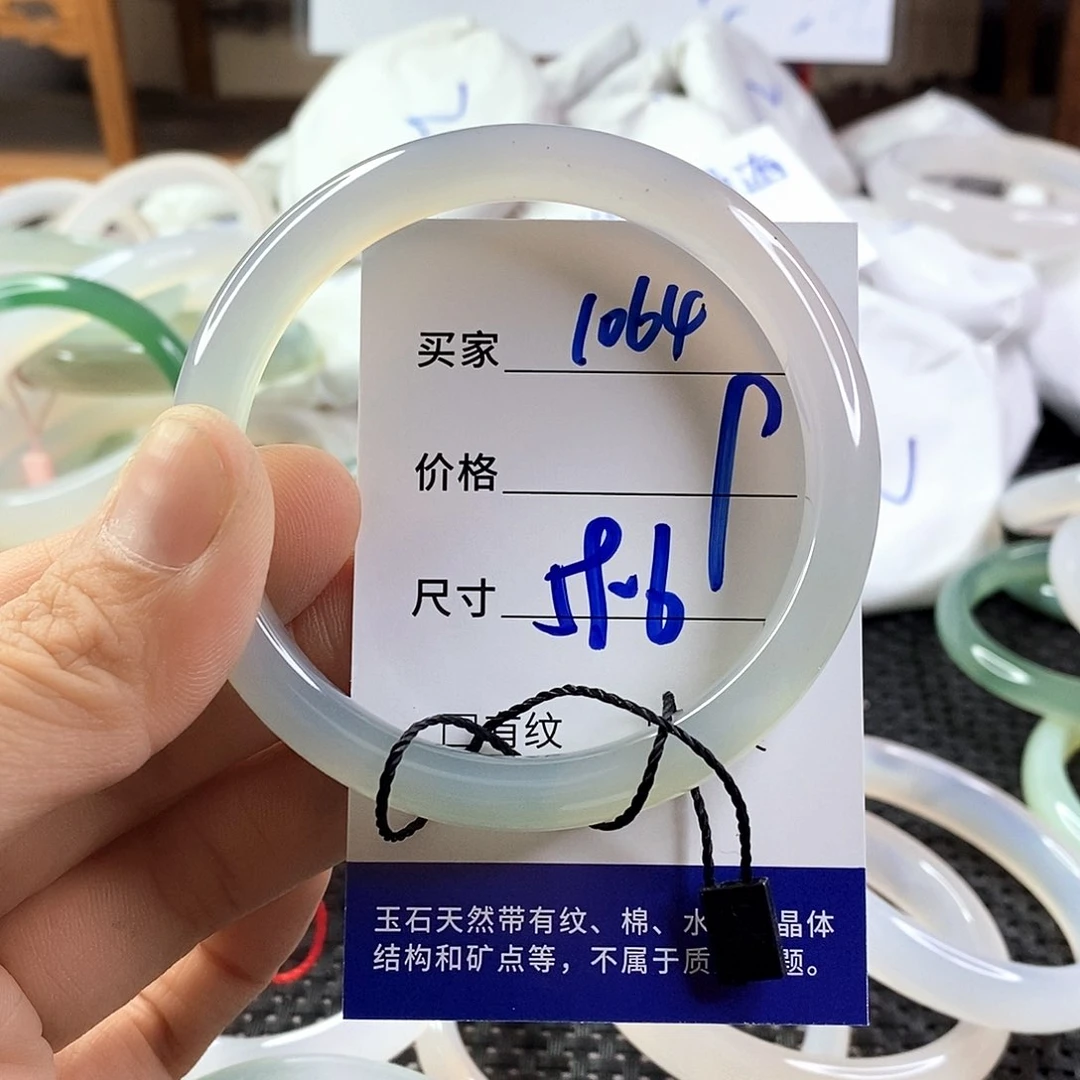 买家 1064
价格
尺寸 58.6
有纹
玉石天然带有纹、棉、水 晶体
结构和矿点等，不属于质 题。